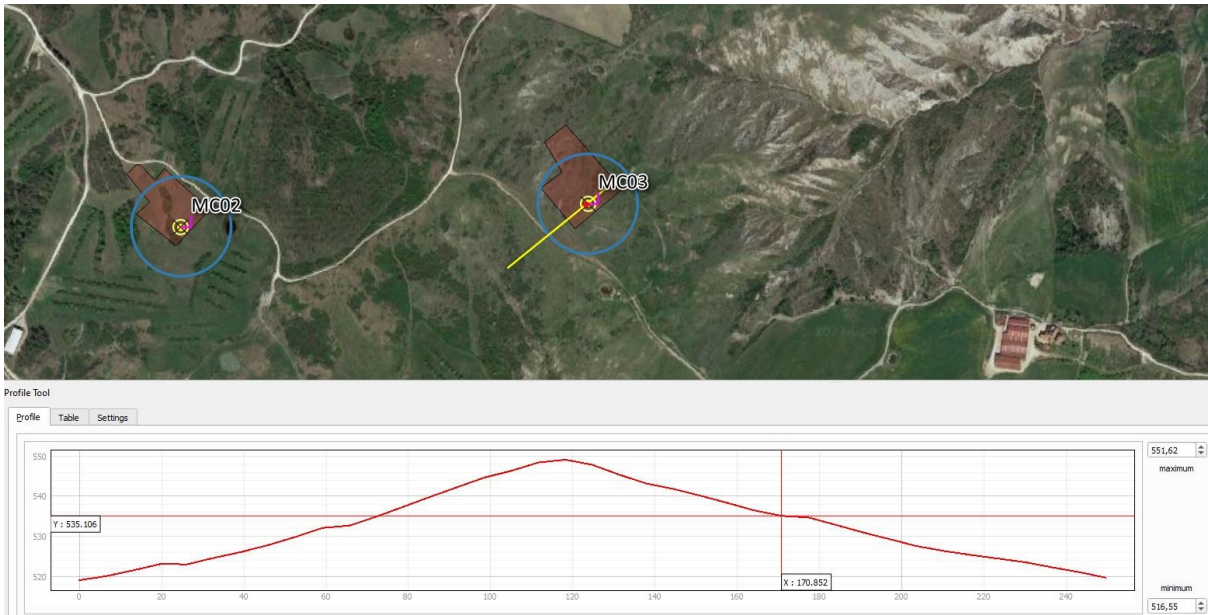 MC02
MC03
Profile Tool
Profile Table Settings
550
540
530
520
Y : 535.106
X : 170.852
0 20 40 60 80 100 120 140 160 180 200 220 240
551,62
maximum
minimum
516,55